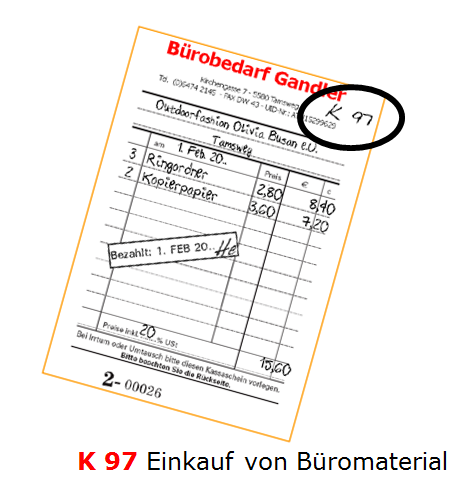 Bürobedarf Gandler
Kirchengasse 7 - 5580 Tamsweg
Tel. (0)6474 2145 - FAX DW 43 - UID-Nr.:
K 97
Outdoorfashion Olivia Busan e.U.
Tamsweg
am 1. Feb. 20.. Preis € c
3 Ringordner 2,80 8,40
2 Kopierpapier 3,60 7,20
Bezahlt: 1. FEB 20.. He
Preise inkl. 20 % USt 15,60
Bei Irrtum oder Umtausch bitte diesen Kassaschein vorlegen.
Bitte beachten Sie die Rückseite.
2-00026
K 97 Einkauf von Büromaterial